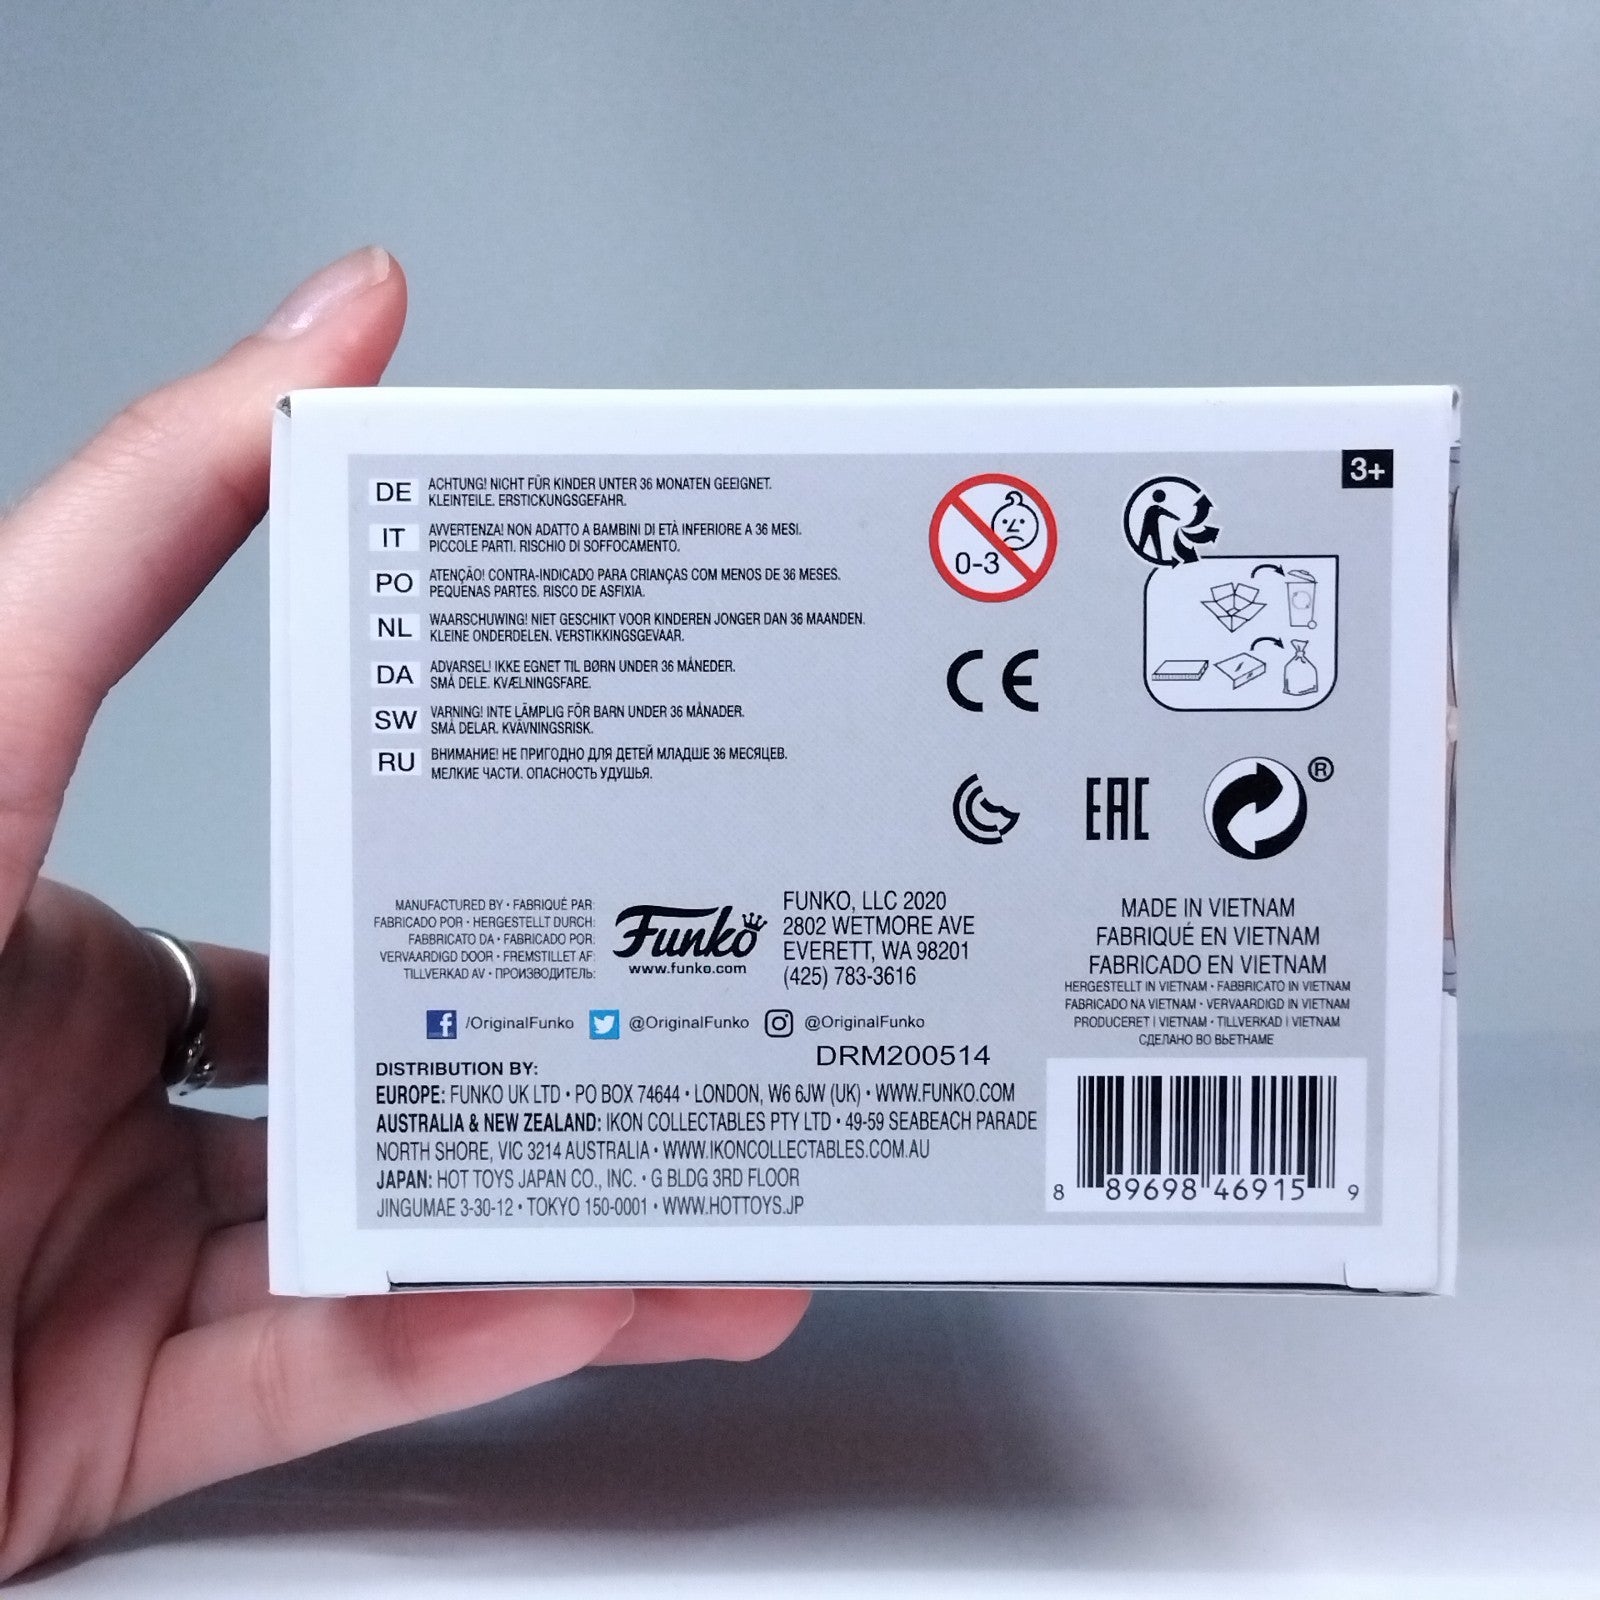 3+
DE ACHTUNG! NICHT FÜR KINDER UNTER 36 MONATEN GEEIGNET.
KLEINTEILE. ERSTICKUNGSGEFAHR.
IT AVVERTENZA! NON ADATTO A BAMBINI DI ETÀ INFERIORE A 36 MESI.
PICCOLE PARTI. RISCHIO DI SOFFOCAMENTO.
PO ATENÇÃO! CONTRA-INDICADO PARA CRIANÇAS COM MENOS DE 36 MESES.
PEQUENAS PARTES. RISCO DE ASFIXIA.
NL WAARSCHUWING! NIET GESCHIKT VOOR KINDEREN JONGER DAN 36 MAANDEN.
KLEINE ONDERDELEN. VERSTIKKINGSGEVAAR.
DA ADVARSEL! IKKE EGNET TIL BØRN UNDER 36 MÅNEDER.
SMÅ DELE. KVÆLNINGSFARE.
SW VARNING! INTE LÄMPLIG FÖR BARN UNDER 36 MÅNADER.
SMÅ DELAR. KVÄVNINGSRISK.
RU ВНИМАНИЕ! НЕ ПРИГОДНО ДЛЯ ДЕТЕЙ МЛАДШЕ 36 МЕСЯЦЕВ.
МЕЛКИЕ ЧАСТИ. ОПАСНОСТЬ УДУШЬЯ.
0-3
CE
EAC
®
MANUFACTURED BY • FABRIQUÉ PAR:
FABRICADO POR • HERGESTELLT DURCH:
FABBRICATO DA • FABRICADO POR:
VERVAARDIGD DOOR • FREMSTILLET AF:
TILLVERKAD AV • ПРОИЗВОДИТЕЛЬ:
Funko
www.funko.com
FUNKO, LLC 2020
2802 WETMORE AVE
EVERETT, WA 98201
(425) 783-3616
/OriginalFunko @OriginalFunko @OriginalFunko
DRM200514
DISTRIBUTION BY:
EUROPE: FUNKO UK LTD • PO BOX 74644 • LONDON, W6 6JW (UK) • WWW.FUNKO.COM
AUSTRALIA & NEW ZEALAND: IKON COLLECTABLES PTY LTD • 49-59 SEABEACH PARADE
NORTH SHORE, VIC 3214 AUSTRALIA • WWW.IKONCOLLECTABLES.COM.AU
JAPAN: HOT TOYS JAPAN CO., INC. • G BLDG 3RD FLOOR
JINGUMAE 3-30-12 • TOKYO 150-0001 • WWW.HOTTOYS.JP
MADE IN VIETNAM
FABRIQUÉ EN VIETNAM
FABRICADO EN VIETNAM
HERGESTELLT IN VIETNAM • FABBRICATO IN VIETNAM
FABRICADO NA VIETNAM • VERVAARDIGD IN VIETNAM
PRODUCERET I VIETNAM • TILLVERKAD I VIETNAM
СДЕЛАНО ВО ВЬЕТНАМЕ
8 89698 46915 9